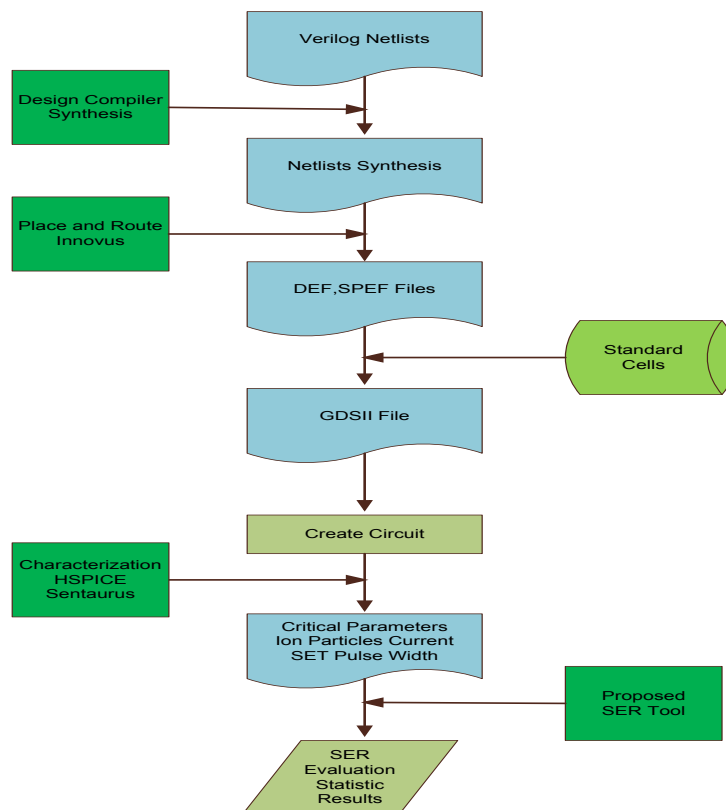 Verilog Netlists
Design Compiler
Synthesis
Netlists Synthesis
Place and Route
Innovus
DEF,SPEF Files
Standard
Cells
GDSII File
Create Circuit
Characterization
HSPICE
Sentaurus
Critical Parameters
Ion Particles Current
SET Pulse Width
Proposed
SER Tool
SER
Evaluation
Statistic
Results